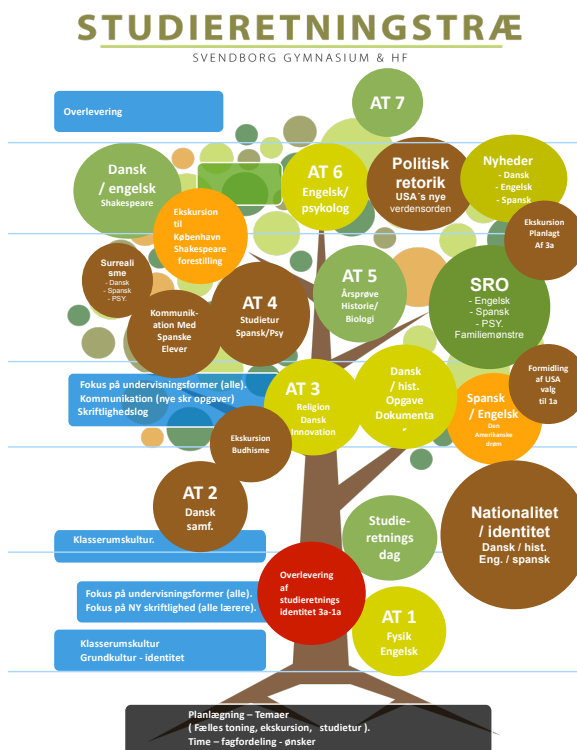 STUDIERETNINGSTRÆ
SVENDBORG GYMNASIUM & HF
Overlevering
AT 7
Dansk
/ engelsk
Shakespeare
AT 6
Engelsk/
psykolog
Politisk
retorik
USA´s nye
verdensorden
Nyheder
- Dansk
- Engelsk
- Spansk
Ekskursion
til
København
Shakespeare
forestilling
Ekskursion
Planlagt
Af 3a
Surreali
sme
- Dansk
- Spansk
- PSY.
AT 4
Studietur
Spansk/Psy
AT 5
Årsprøve
Historie/
Biologi
SRO
- Engelsk
- Spansk
- PSY.
Familiemønstre
Kommunik-
ation Med
Spanske
Elever
Fokus på undervisningsformer (alle).
Kommunikation (nye skr opgaver)
Skriftlighedslog
AT 3
Religion
Dansk
Innovation
Dansk
/ hist.
Opgave
Dokumenta
Spansk
/ Engelsk
Den
Amerikanske
drøm
Formidling
af USA
valg
til 1a
Ekskursion
Budhisme
AT 2
Dansk
samf.
Studie-
retnings
dag
Nationalitet
/ identitet
Dansk / hist.
Eng. / spansk
Klasserumskultur.
Fokus på undervisningsformer (alle).
Fokus på NY skriftlighed (alle lærere).
Overlevering
af
studieretnings
identitet 3a-1a
AT 1
Fysik
Engelsk
Klasserumskultur
Grundkultur - identitet
Planlægning – Temaer
( Fælles toning, ekskursion, studietur ).
Time – fagfordeling - ønsker